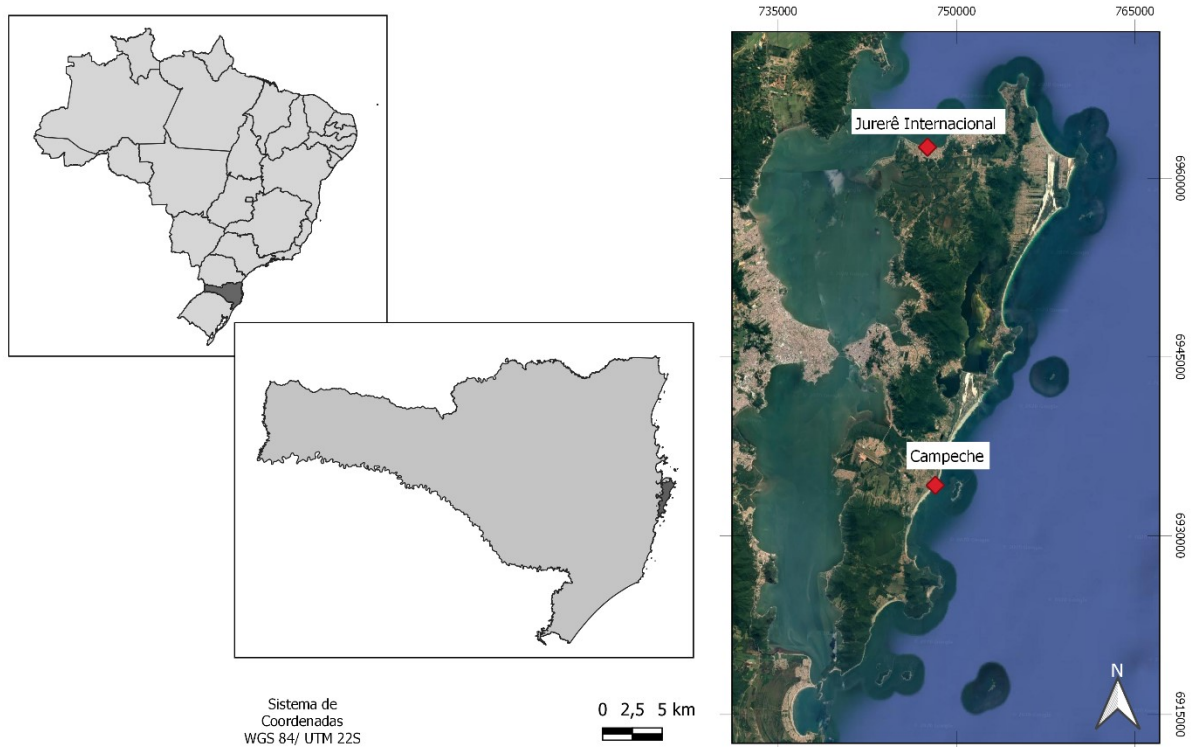 735000 750000 765000
Jurerê Internacional
6960000
6945000
Campeche
6930000
N
6915000
Sistema de
Coordenadas
WGS 84/ UTM 22S
0 2,5 5 km